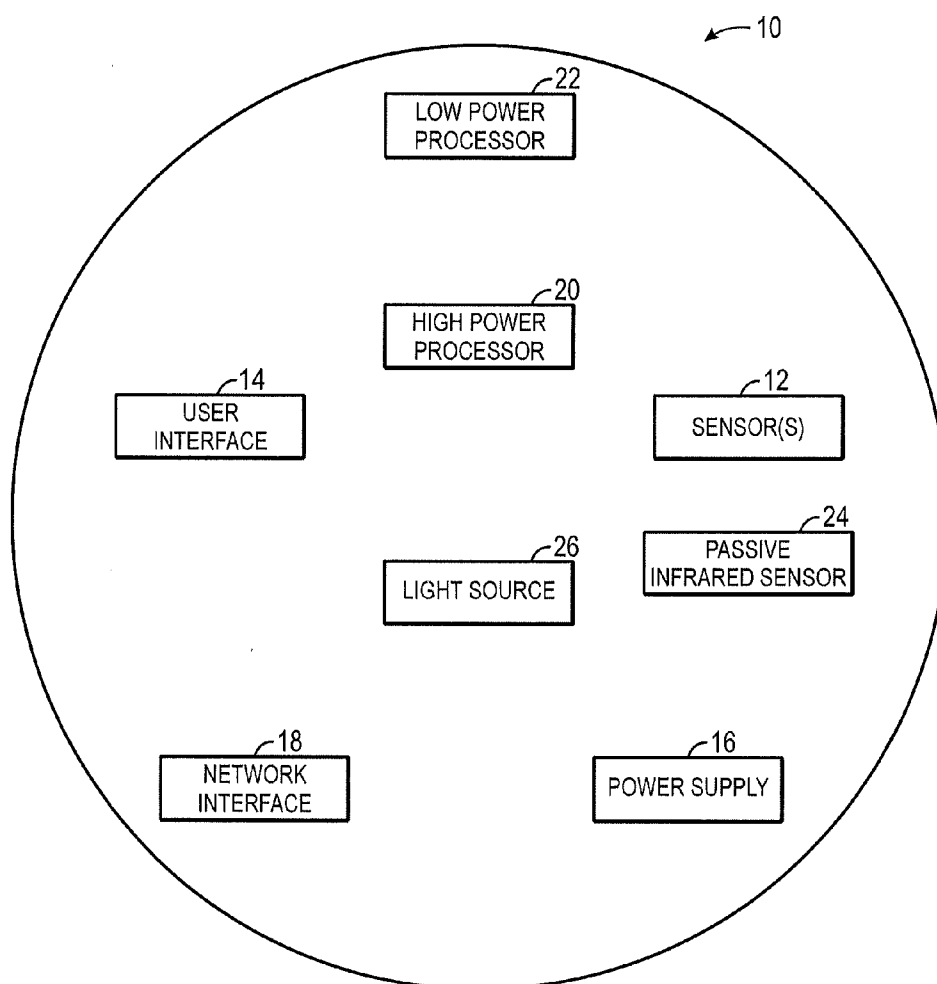 10
22
LOW POWER
PROCESSOR
20
HIGH POWER
PROCESSOR
14
USER
INTERFACE
12
SENSOR(S)
24
PASSIVE
INFRARED SENSOR
26
LIGHT SOURCE
18
NETWORK
INTERFACE
16
POWER SUPPLY